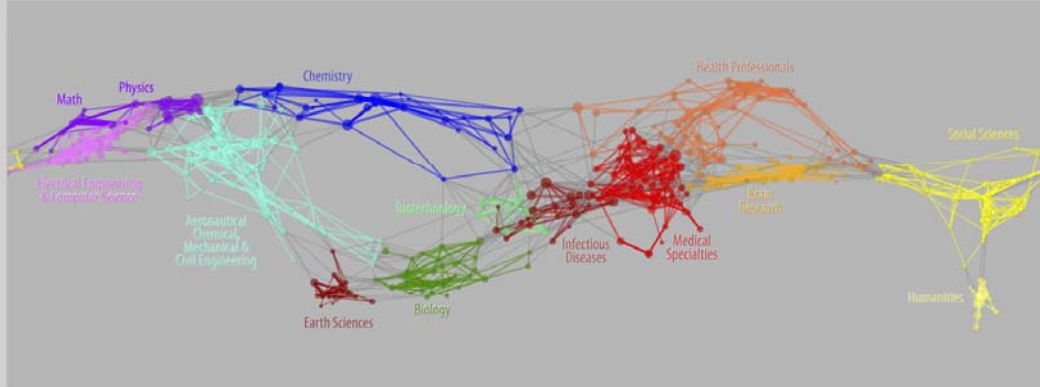 Math
Physics
Chemistry
Health Professionals
Social Sciences
Electrical Engineering
& Computer Science
Biotechnology
Brain
Research
Aeronautical
Chemical,
Mechanical &
Civil Engineering
Infectious
Diseases
Medical
Specialties
Earth Sciences
Biology
Humanities